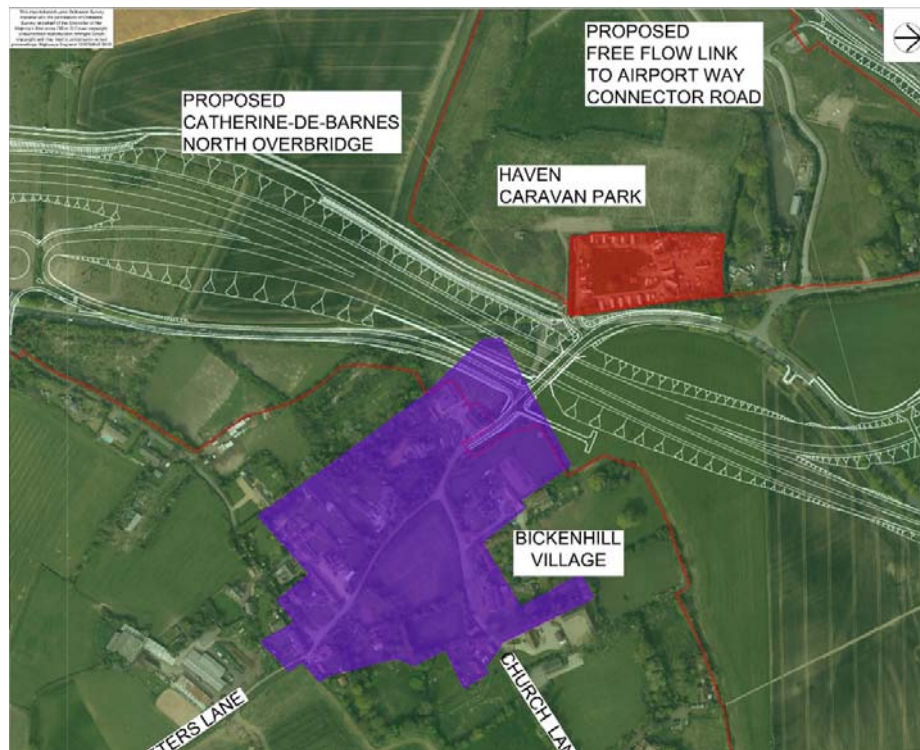 PROPOSED
CATHERINE-DE-BARNES
NORTH OVERBRIDGE
PROPOSED
FREE FLOW LINK
TO AIRPORT WAY
CONNECTOR ROAD
HAVEN
CARAVAN PARK
BICKENHILL
VILLAGE
TERS LANE
CHURCH LAN